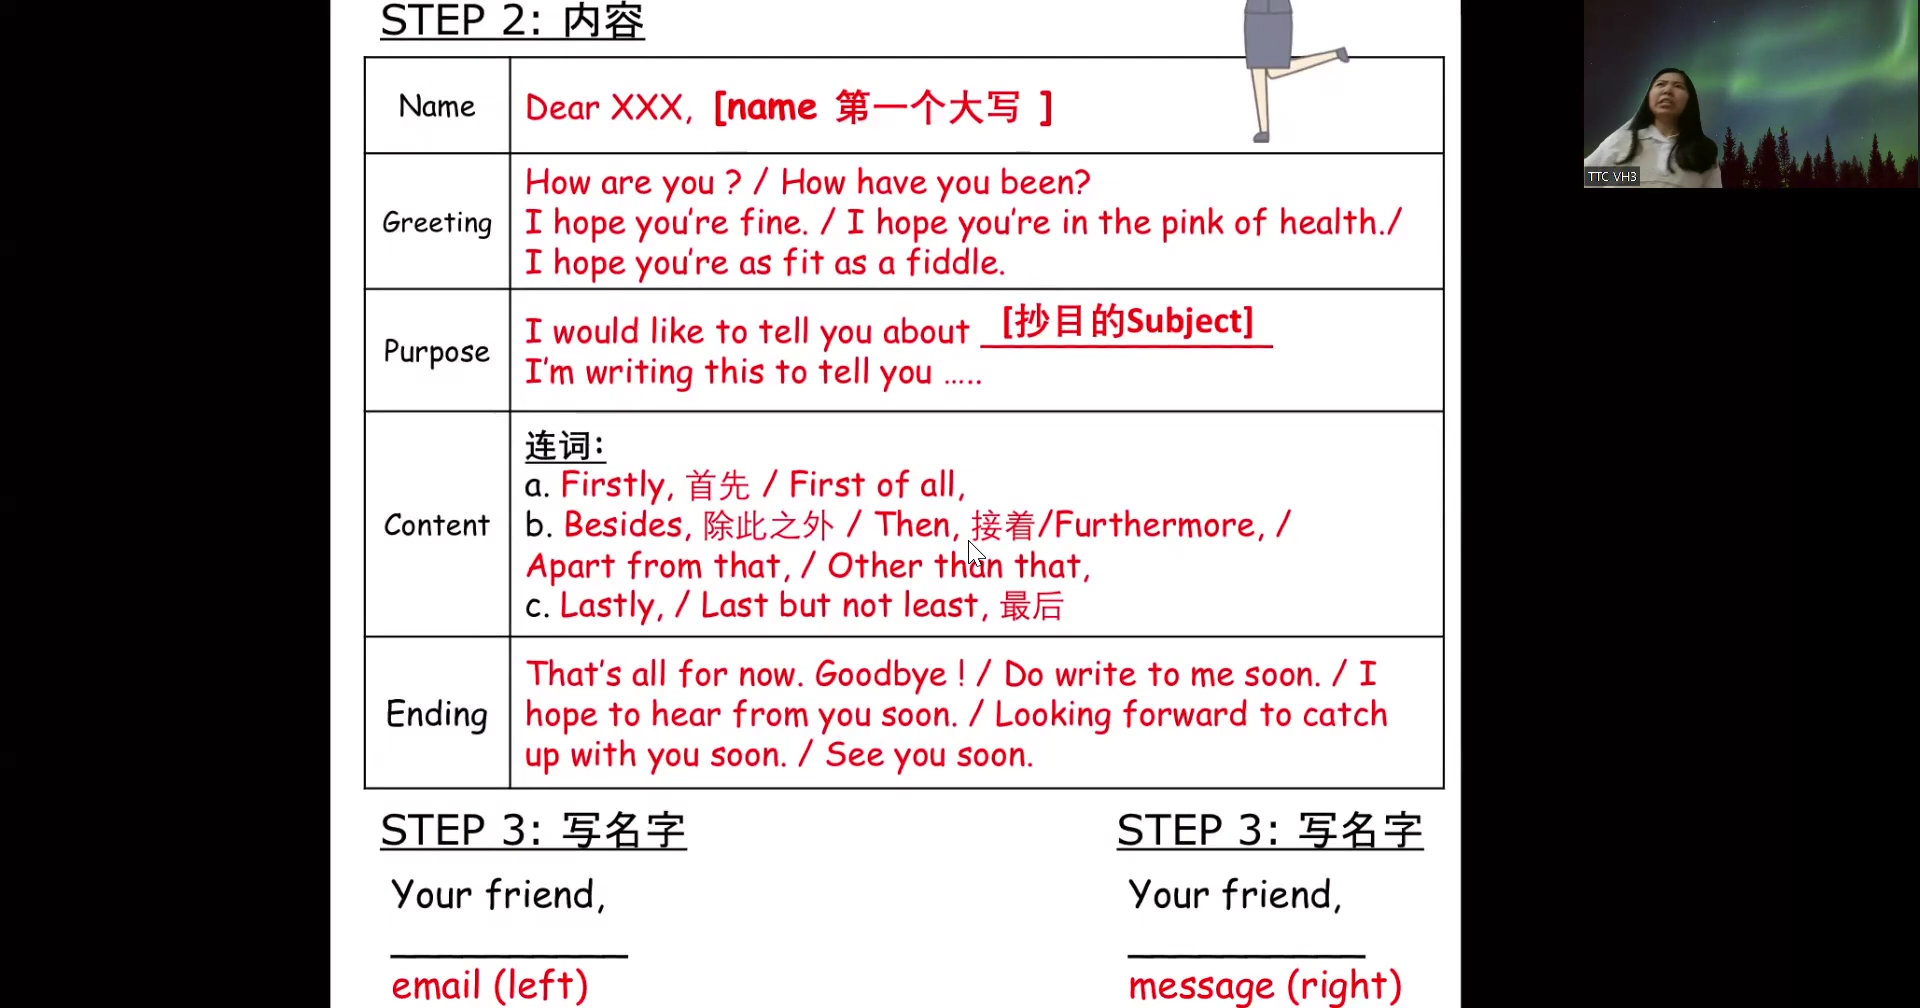 STEP 2: 内容
Name
Dear XXX, [name 第一个大写 ]
Greeting
How are you ? / How have you been?
I hope you're fine. / I hope you're in the pink of health./
I hope you're as fit as a fiddle.
Purpose
I would like to tell you about [抄目的Subject]
I'm writing this to tell you .....
Content
连词:
a. Firstly, 首先 / First of all,
b. Besides, 除此之外 / Then, 接着/Furthermore, /
Apart from that, / Other than that,
c. Lastly, / Last but not least, 最后
Ending
That's all for now. Goodbye ! / Do write to me soon. / I
hope to hear from you soon. / Looking forward to catch
up with you soon. / See you soon.
STEP 3: 写名字
Your friend,
email (left)
STEP 3: 写名字
Your friend,
message (right)
TTC VH3